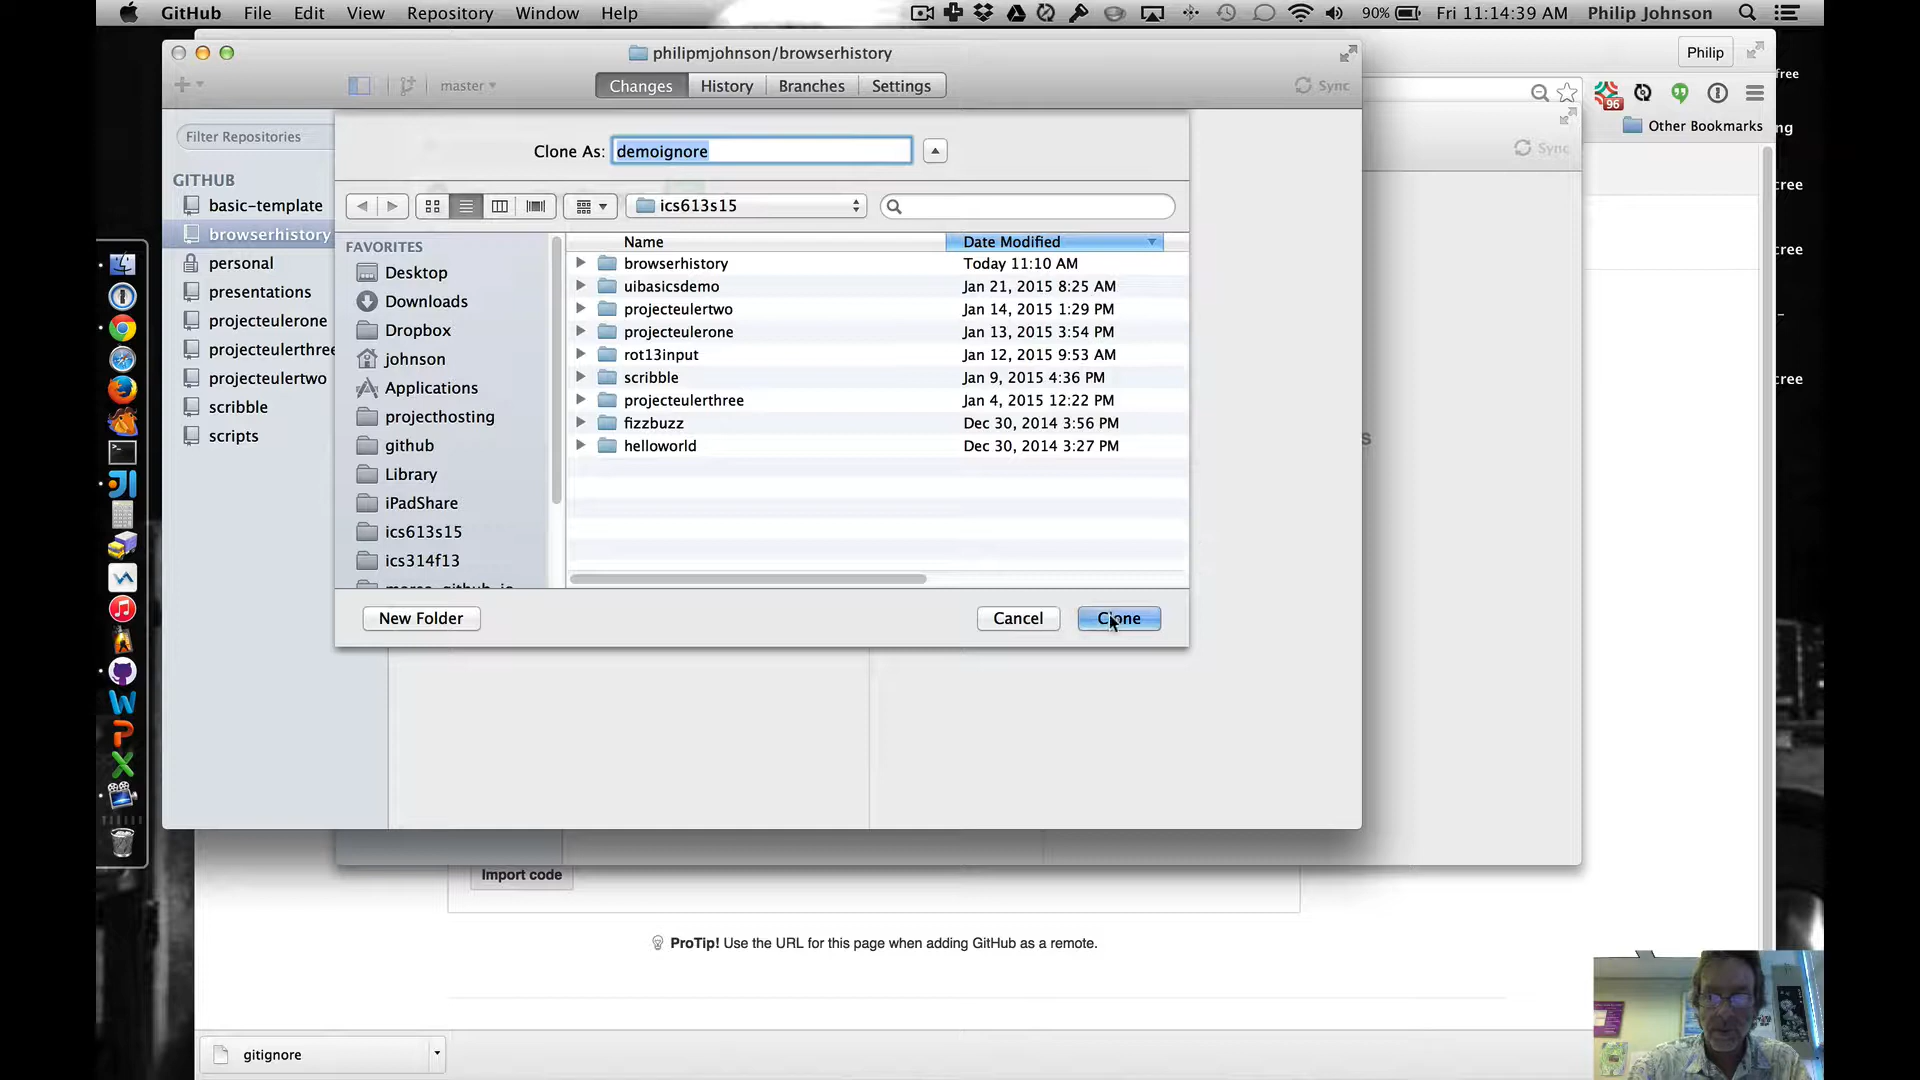 GitHub File Edit View Repository Window Help 90% Fri 11:14:39 AM Philip Johnson
philipmjohnson/browserhistory
Philip
free
master Changes History Branches Settings Sync
96
Other Bookmarks
ing
Filter Repositories
Clone As: demoignore
Sync
GITHUB
basic-template
browserhistory
personal
presentations
projecteulerone
projecteulerthree
projecteulertwo
scribble
scripts
ics613s15
FAVORITES
Desktop
Downloads
Dropbox
johnson
Applications
projecthosting
github
Library
iPadShare
ics613s15
ics314f13
Name Date Modified
browserhistory Today 11:10 AM
uibasicsdemo Jan 21, 2015 8:25 AM
projecteulertwo Jan 14, 2015 1:29 PM
projecteulerone Jan 13, 2015 3:54 PM
rot13input Jan 12, 2015 9:53 AM
scribble Jan 9, 2015 4:36 PM
projecteulerthree Jan 4, 2015 12:22 PM
fizzbuzz Dec 30, 2014 3:56 PM
helloworld Dec 30, 2014 3:27 PM
cree
cree
cree
s
New Folder Cancel Clone
Import code
ProTip! Use the URL for this page when adding GitHub as a remote.
gitignore